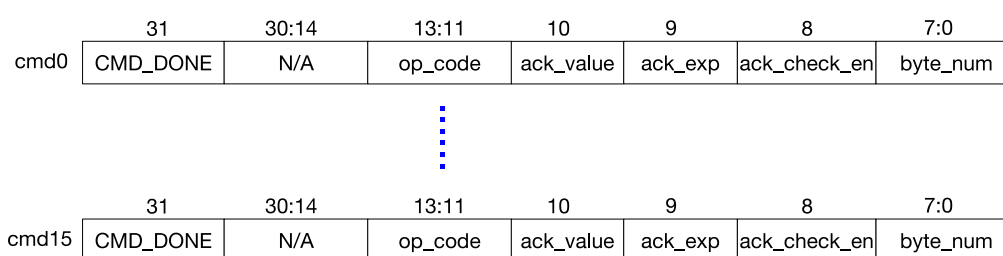 31 30:14 13:11 10 9 8 7:0
cmd0 CMD_DONE N/A op_code ack_value ack_exp ack_check_en byte_num
31 30:14 13:11 10 9 8 7:0
cmd15 CMD_DONE N/A op_code ack_value ack_exp ack_check_en byte_num